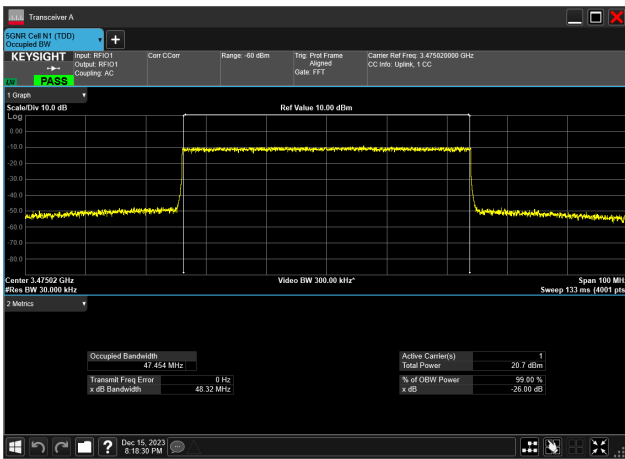 Transceiver A
5GNR Cell N1 (TDD)
Occupied BW
KEYSIGHT
PASS
Input: RFIO1
Output: RFIO1
Coupling: AC
Corr CCorr
Range: -60 dBm
Trig: Prot Frame
Aligned
Gate: FFT
Carrier Ref Freq: 3.475020000 GHz
CC Info: Uplink, 1 CC
1 Graph
Scale/Div 10.0 dB
Ref Value 10.00 dBm
Log
0.00
-10.0
-20.0
-30.0
-40.0
-50.0
-60.0
-70.0
-80.0
Center 3.47502 GHz
Video BW 300.00 kHz*
Span 100 MH
#Res BW 30.000 kHz
Sweep 133 ms (4001 pts
2 Metrics
Occupied Bandwidth
47.454 MHz
Transmit Freq Error 0 Hz
x dB Bandwidth 48.32 MHz
Active Carrier(s) 1
Total Power 20.7 dBm
% of OBW Power 99.00 %
x dB -26.00 dB
?
Dec 15, 2023
8:18:30 PM